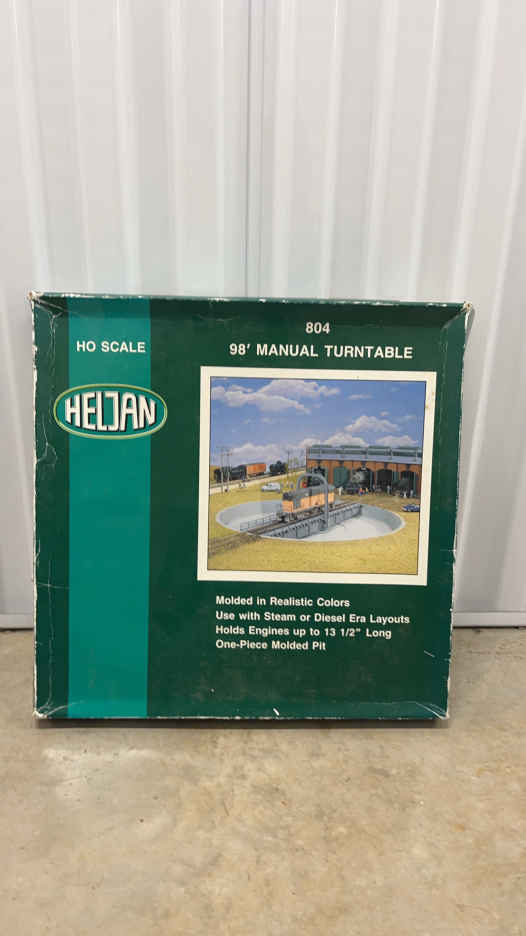 804
HO SCALE
98' MANUAL TURNTABLE
HELJAN
Molded in Realistic Colors
Use with Steam or Diesel Era Layouts
Holds Engines up to 13 1/2" Long
One-Piece Molded Pit